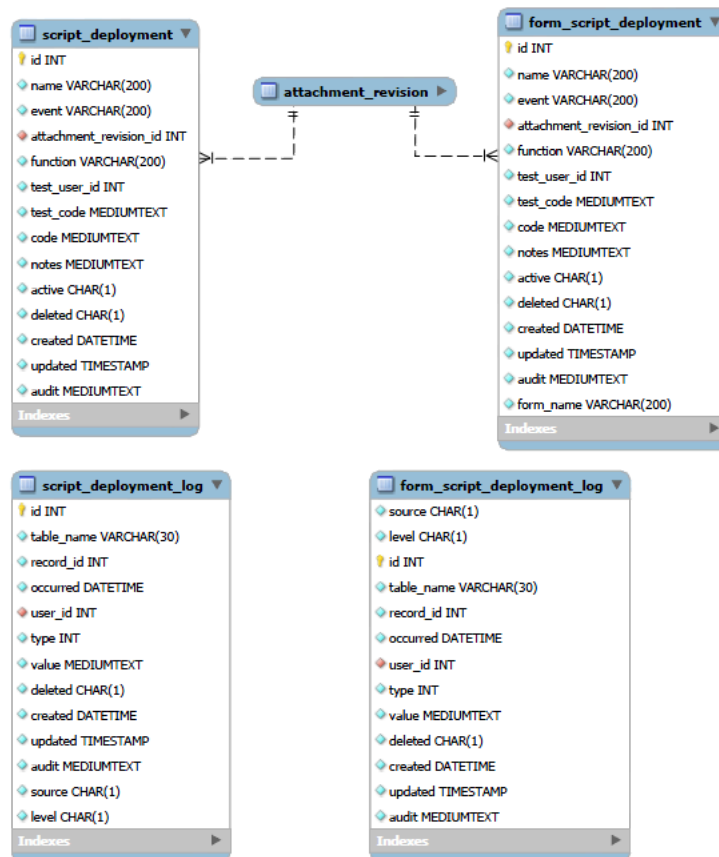 script_deployment
id INT
name VARCHAR(200)
event VARCHAR(200)
attachment_revision_id INT
function VARCHAR(200)
test_user_id INT
test_code MEDIUMTEXT
code MEDIUMTEXT
notes MEDIUMTEXT
active CHAR(1)
deleted CHAR(1)
created DATETIME
updated TIMESTAMP
audit MEDIUMTEXT
Indexes
attachment_revision
form_script_deployment
id INT
name VARCHAR(200)
event VARCHAR(200)
attachment_revision_id INT
function VARCHAR(200)
test_user_id INT
test_code MEDIUMTEXT
code MEDIUMTEXT
notes MEDIUMTEXT
active CHAR(1)
deleted CHAR(1)
created DATETIME
updated TIMESTAMP
audit MEDIUMTEXT
form_name VARCHAR(200)
Indexes
script_deployment_log
id INT
table_name VARCHAR(30)
record_id INT
occurred DATETIME
user_id INT
type INT
value MEDIUMTEXT
deleted CHAR(1)
created DATETIME
updated TIMESTAMP
audit MEDIUMTEXT
source CHAR(1)
level CHAR(1)
Indexes
form_script_deployment_log
source CHAR(1)
level CHAR(1)
id INT
table_name VARCHAR(30)
record_id INT
occurred DATETIME
user_id INT
type INT
value MEDIUMTEXT
deleted CHAR(1)
created DATETIME
updated TIMESTAMP
audit MEDIUMTEXT
Indexes